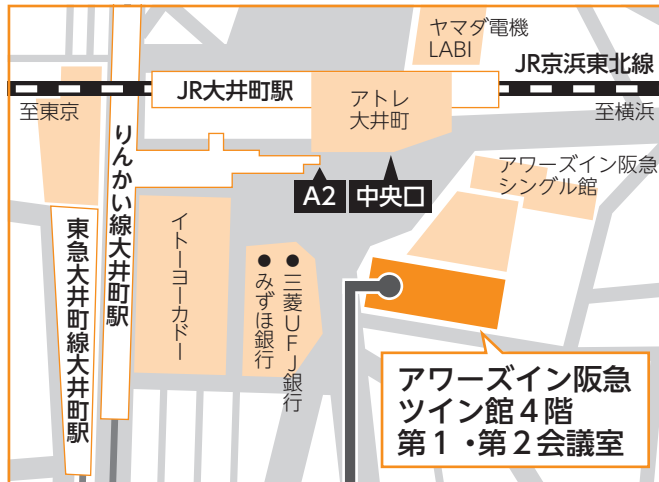 ヤマダ電機
LABI
JR京浜東北線
JR大井町駅
アトレ
大井町
至東京
至横浜
りんかい線大井町駅
アワーズイン阪急
シングル館
A2
中央口
東急大井町線大井町駅
イトーヨーカドー
●みずほ銀行
●三菱UFJ銀行
アワーズイン阪急
ツイン館４階
第１・第２会議室